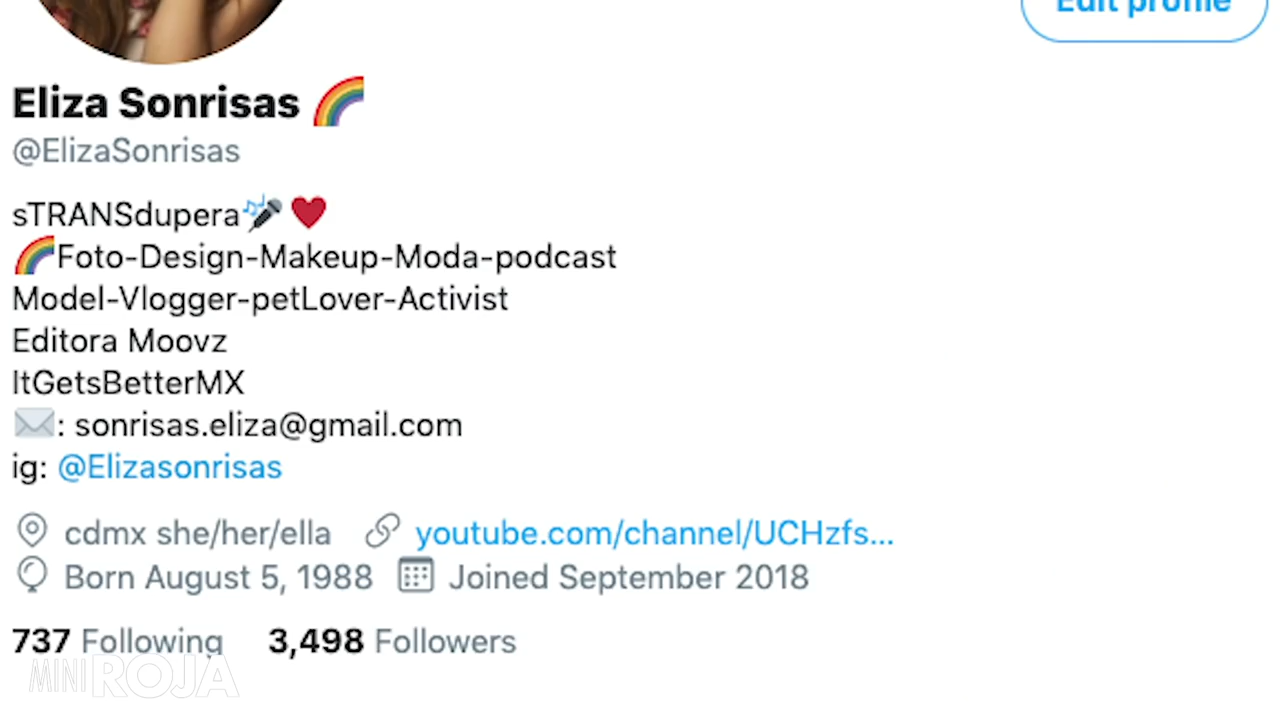 Edit profile
Eliza Sonrisas 🌈
@ElizaSonrisas
sTRANSdupera🎤❤️
🌈Foto-Design-Makeup-Moda-podcast
Model-Vlogger-petLover-Activist
Editora Moovz
ItGetsBetterMX
✉️: sonrisas.eliza@gmail.com
ig: @Elizasonrisas
cdmx she/her/ella youtube.com/channel/UCHzfs...
Born August 5, 1988 Joined September 2018
737 Following 3,498 Followers
MINI ROJA